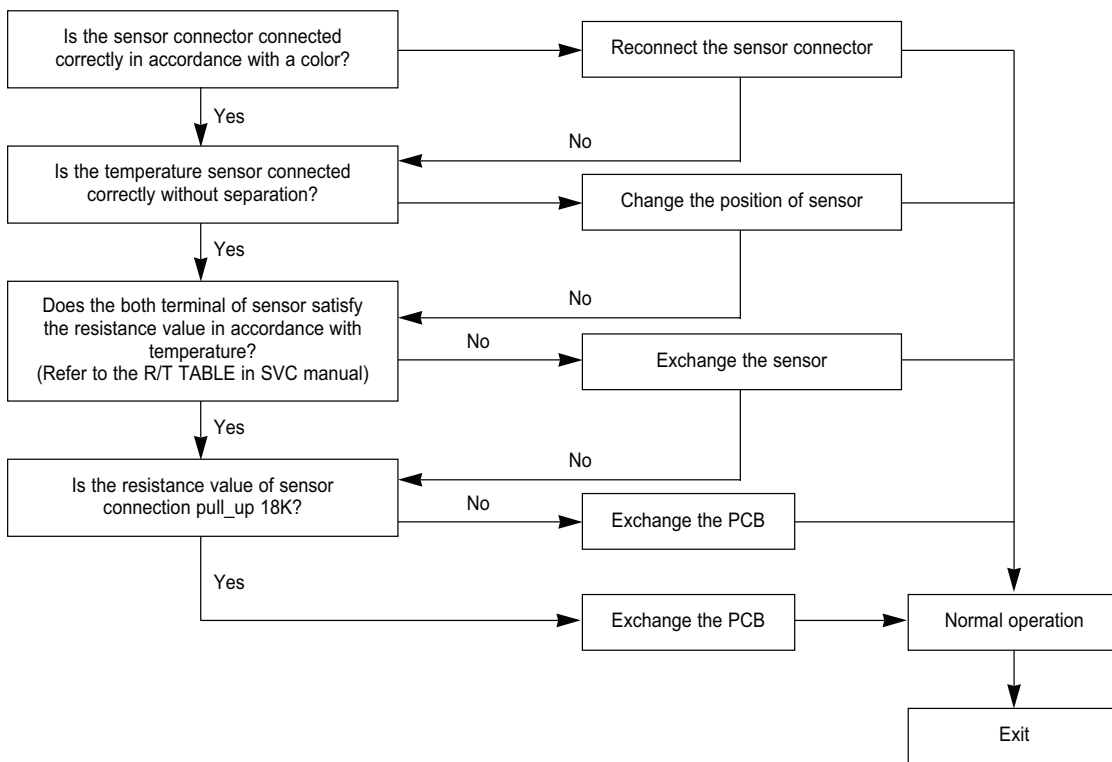 Is the sensor connector connected
correctly in accordance with a color?
Reconnect the sensor connector
Yes
No
Is the temperature sensor connected
correctly without separation?
Change the position of sensor
Yes
No
Does the both terminal of sensor satisfy
the resistance value in accordance with
temperature?
(Refer to the R/T TABLE in SVC manual)
No
Exchange the sensor
Yes
No
Is the resistance value of sensor
connection pull_up 18K?
No
Exchange the PCB
Yes
Exchange the PCB
Normal operation
Exit